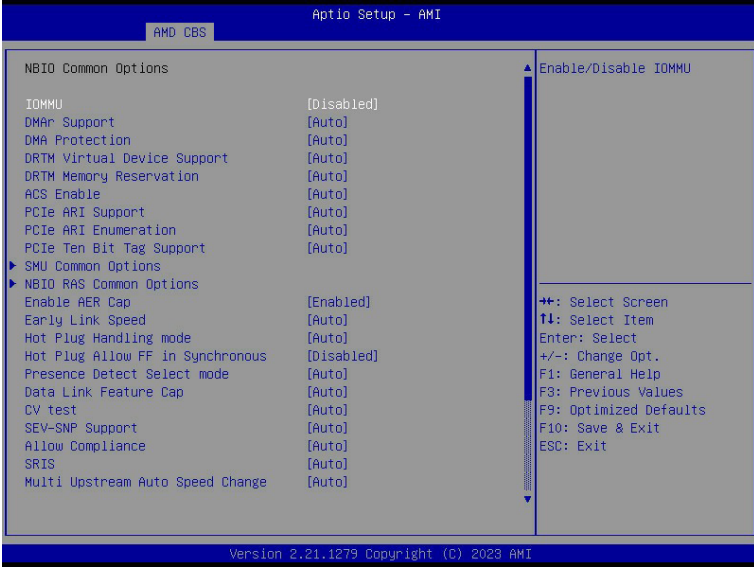 Aptio Setup – AMI
AMD CBS
NBIO Common Options
IOMMU [Disabled]
DMAr Support [Auto]
DMA Protection [Auto]
DRTM Virtual Device Support [Auto]
DRTM Memory Reservation [Auto]
ACS Enable [Auto]
PCIe ARI Support [Auto]
PCIe ARI Enumeration [Auto]
PCIe Ten Bit Tag Support [Auto]
SMU Common Options
NBIO RAS Common Options
Enable AER Cap [Enabled]
Early Link Speed [Auto]
Hot Plug Handling mode [Auto]
Hot Plug Allow FF in Synchronous [Disabled]
Presence Detect Select mode [Auto]
Data Link Feature Cap [Auto]
CV test [Auto]
SEV-SNP Support [Auto]
Allow Compliance [Auto]
SRIS [Auto]
Multi Upstream Auto Speed Change [Auto]
Enable/Disable IOMMU
→←: Select Screen
↑↓: Select Item
Enter: Select
+/-: Change Opt.
F1: General Help
F3: Previous Values
F9: Optimized Defaults
F10: Save & Exit
ESC: Exit
Version 2.21.1279 Copyright (C) 2023 AMI